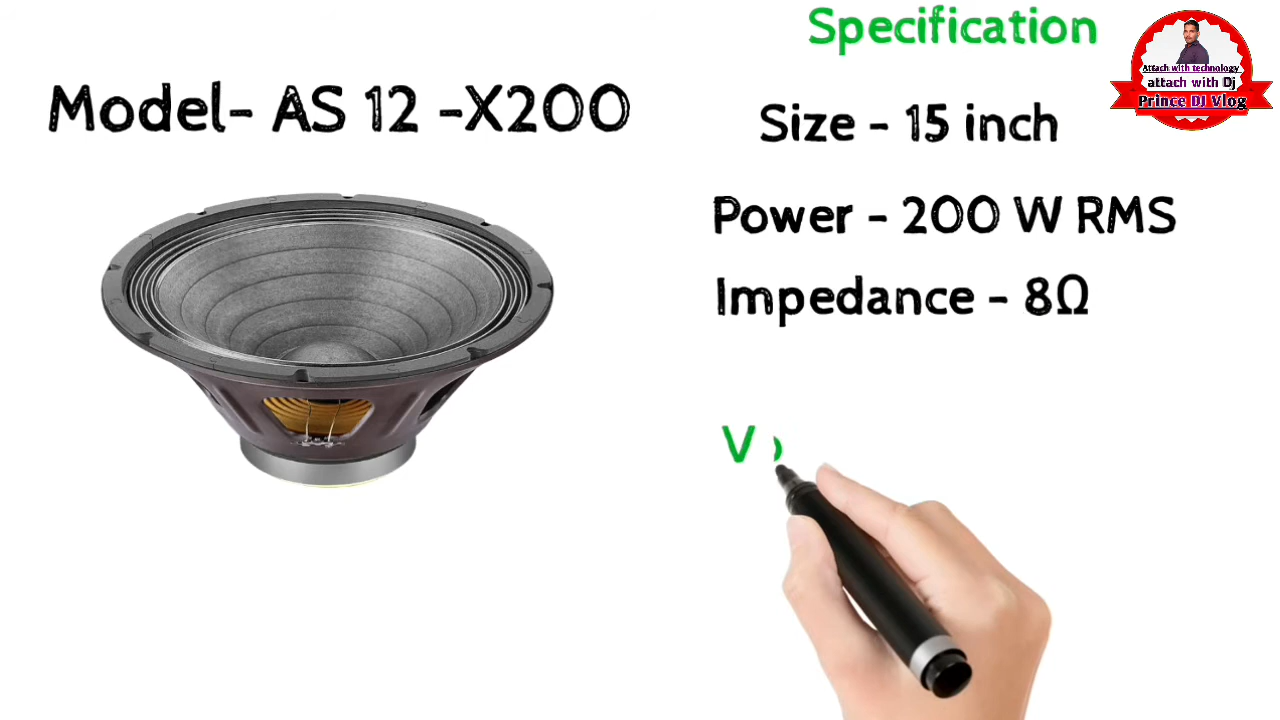 Specification
Model- AS 12 -X200
Size - 15 inch
Power - 200 W RMS
Impedance - 8Ω
V
Attach with technology
attach with Dj
Prince DJ Vlog